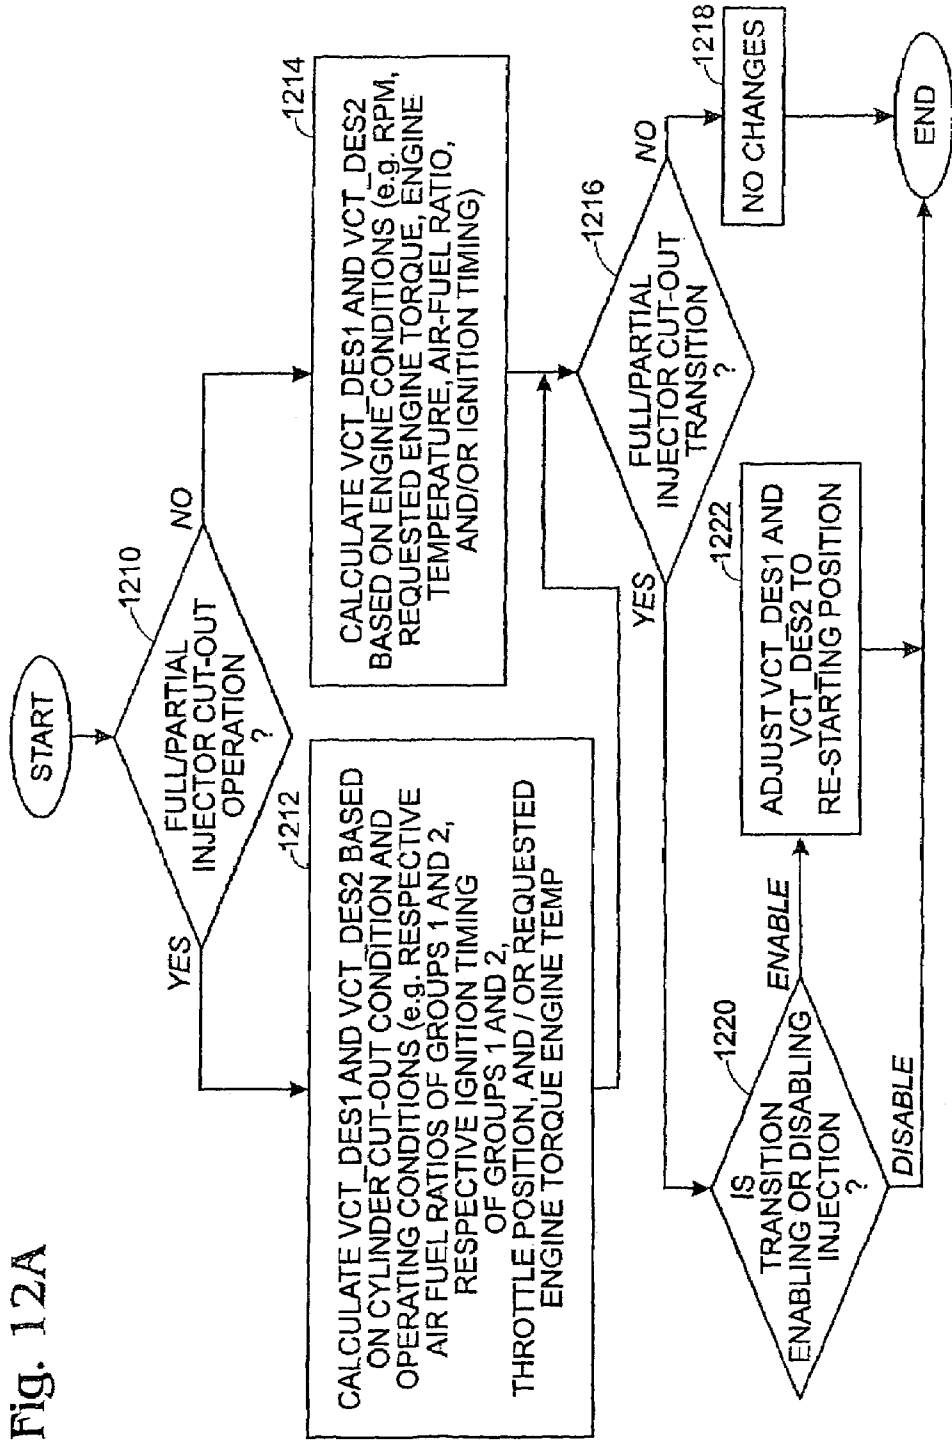 Fig. 12A
START
1210
FULL/PARTIAL
INJECTOR CUT-OUT
OPERATION
?
YES
NO
1212
CALCULATE VCT_DES1 AND VCT_DES2 BASED
ON CYLINDER CUT-OUT CONDITION AND
OPERATING CONDITIONS (e.g. RESPECTIVE
AIR FUEL RATIOS OF GROUPS 1 AND 2,
RESPECTIVE IGNITION TIMING
OF GROUPS 1 AND 2,
THROTTLE POSITION, AND / OR REQUESTED
ENGINE TORQUE ENGINE TEMP
1214
CALCULATE VCT_DES1 AND VCT_DES2
BASED ON ENGINE CONDITIONS (e.g. RPM,
REQUESTED ENGINE TORQUE, ENGINE
TEMPERATURE, AIR-FUEL RATIO,
AND/OR IGNITION TIMING)
1216
FULL/PARTIAL
INJECTOR CUT-OUT
TRANSITION
?
YES
NO
1218
NO CHANGES
1220
IS
TRANSITION
ENABLING OR DISABLING
INJECTION
?
ENABLE
DISABLE
1222
ADJUST VCT_DES1 AND
VCT_DES2 TO
RE-STARTING POSITION
END